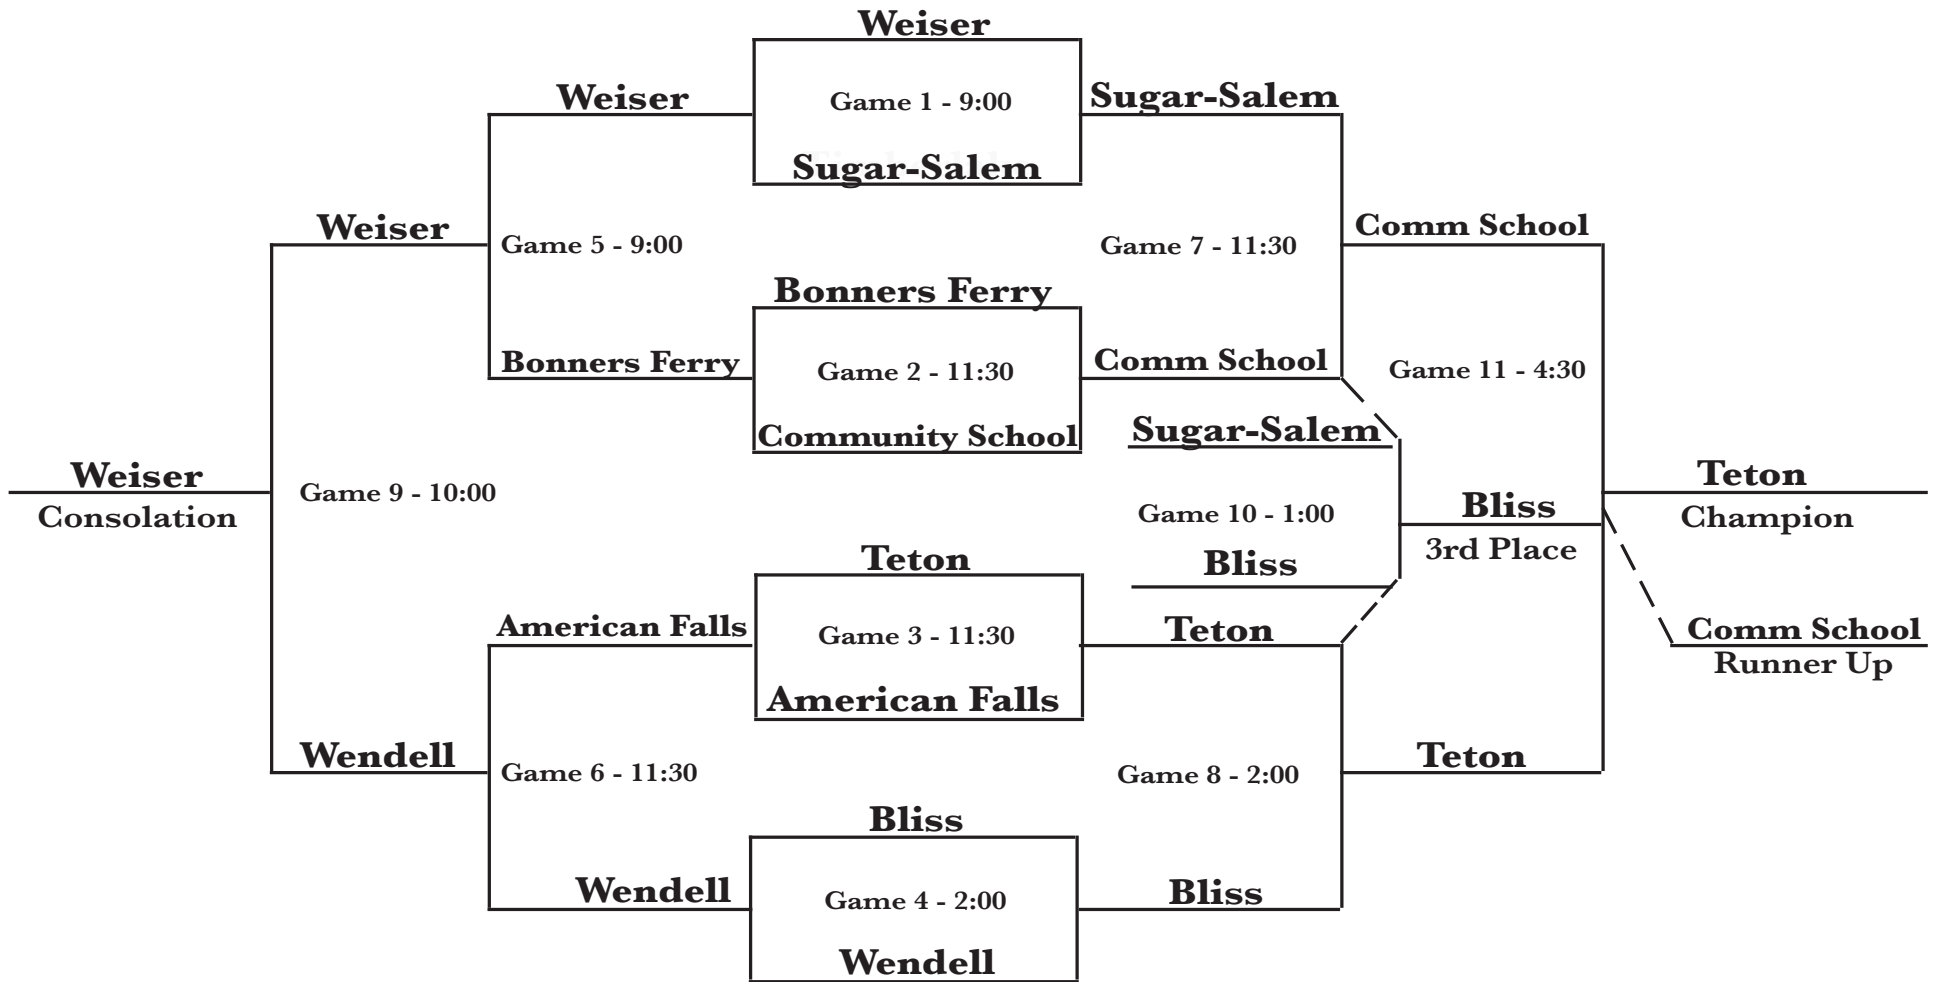 Weiser
Weiser
Game 1 - 9:00
Sugar-Salem
Sugar-Salem
Weiser
Game 5 - 9:00
Game 7 - 11:30
Comm School
Bonners Ferry
Bonners Ferry
Game 2 - 11:30
Comm School
Game 11 - 4:30
Community School
Sugar-Salem
Weiser
Consolation
Game 9 - 10:00
Game 10 - 1:00
Bliss
3rd Place
Teton
Champion
Teton
Bliss
American Falls
Game 3 - 11:30
Teton
Comm School
Runner Up
American Falls
Wendell
Game 6 - 11:30
Game 8 - 2:00
Teton
Bliss
Wendell
Game 4 - 2:00
Bliss
Wendell